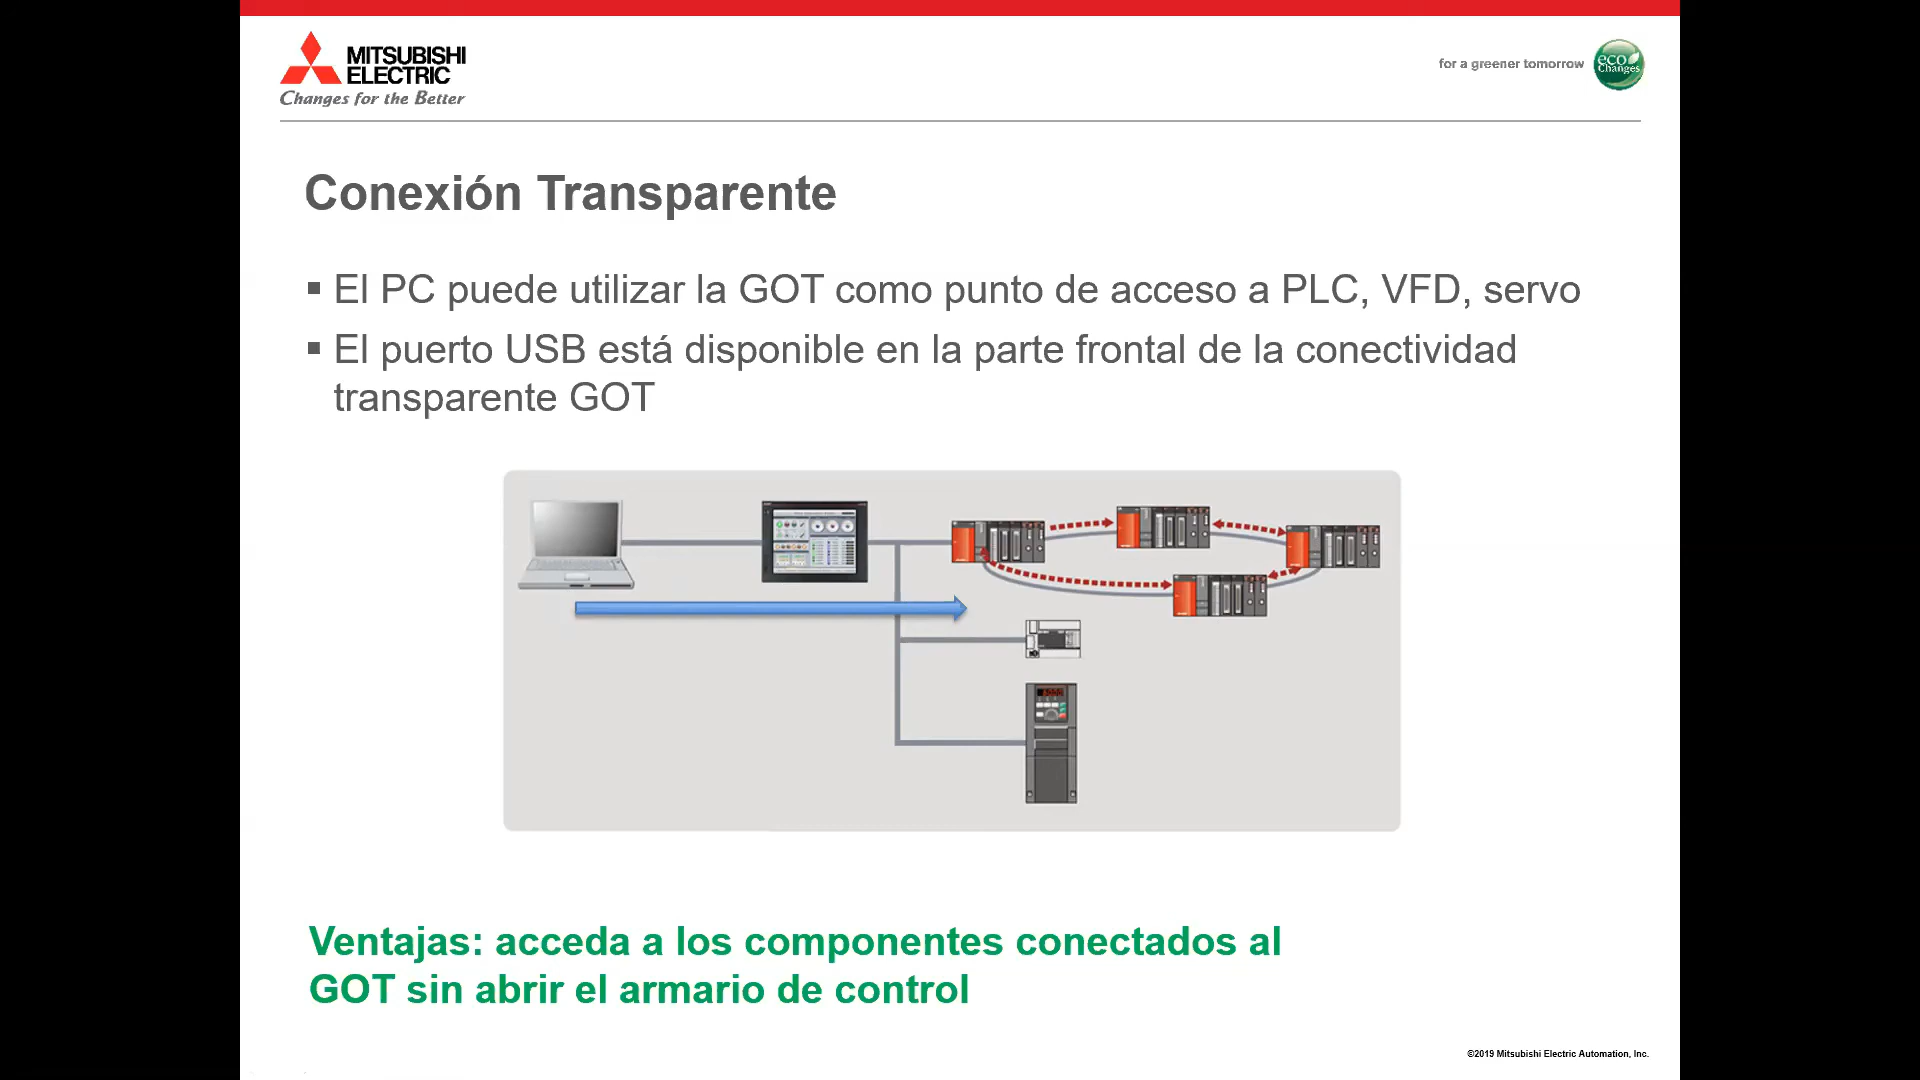 MITSUBISHI
ELECTRIC
Changes for the Better
for a greener tomorrow
eco
Changes
Conexión Transparente
▪ El PC puede utilizar la GOT como punto de acceso a PLC, VFD, servo
▪ El puerto USB está disponible en la parte frontal de la conectividad
transparente GOT
Ventajas: acceda a los componentes conectados al
GOT sin abrir el armario de control
©2019 Mitsubishi Electric Automation, Inc.